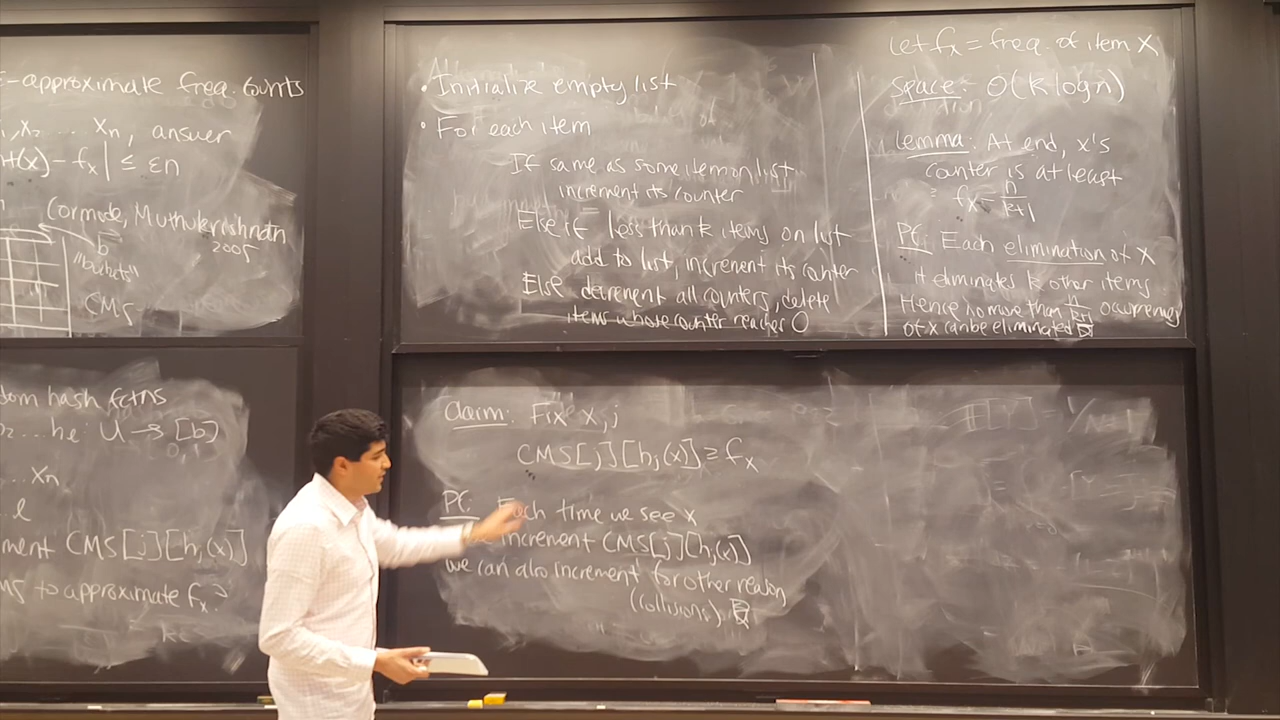 -approximate freq. Counts
X₂ ... Xn, answer
(x) - fx| ≤ εn
Cormode, Muthukrishnan
2005
b
"buckets"
CMS
dom hash fctns
U → [b]
... Xn
...l
ment CMS[j][hj(x)]
to approximate fx?
• Initialize empty list
• For each item
If same as some item on list
increment its counter
Else if less than k items on list
add to list, increment its counter
Else decrement all counters, delete
items whose counter reaches 0
Let fx = freq. of item X
Space:- O(k log n)
Lemma: At end, x's
counter is at least
fx - n/k+1
Pf: Each elimination of X
it eliminates k other items.
Hence no more than n/k+1 occurrences
of x can be eliminated
Claim: Fix x, j
CMS[j][hj(x)] ≥ fx
Pf: Each time we see x
increment CMS[j][hj(x)]
we can also increment for other reason
(collisions)